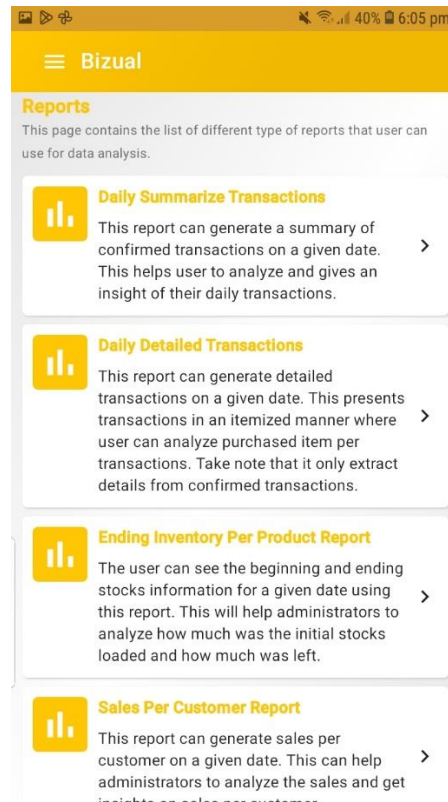 40% 6:05 pm
Bizual
Reports
This page contains the list of different type of reports that user can
use for data analysis.
Daily Summarize Transactions
This report can generate a summary of
confirmed transactions on a given date.
This helps user to analyze and gives an
insight of their daily transactions.
Daily Detailed Transactions
This report can generate detailed
transactions on a given date. This presents
transactions in an itemized manner where
user can analyze purchased item per
transactions. Take note that it only extract
details from confirmed transactions.
Ending Inventory Per Product Report
The user can see the beginning and ending
stocks information for a given date using
this report. This will help administrators to
analyze how much was the initial stocks
loaded and how much was left.
Sales Per Customer Report
This report can generate sales per
customer on a given date. This can help
administrators to analyze the sales and get
insights on sales per customer